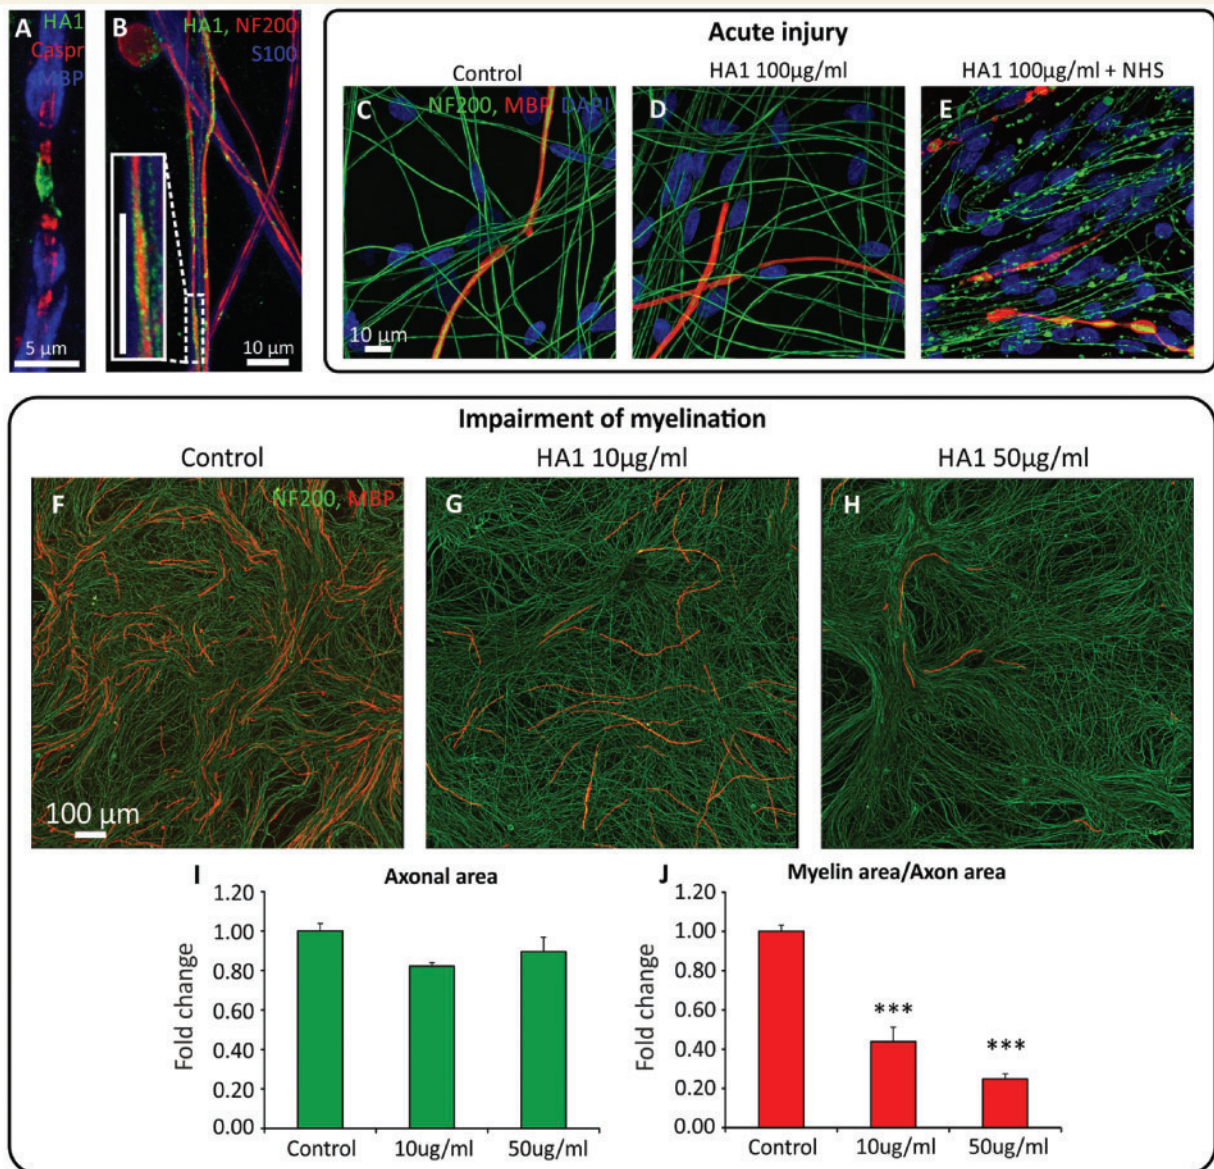 A HA1
Caspr
MBP
5 µm
B HA1, NF200
S100
10 µm
Acute injury
Control
HA1 100µg/ml
HA1 100µg/ml + NHS
C NF200, MBP, DAPI
10 µm
D
E
Impairment of myelination
Control
HA1 10µg/ml
HA1 50µg/ml
F NF200, MBP
100 µm
G
H
I Axonal area
Fold change
1.20
1.00
0.80
0.60
0.40
0.20
0.00
Control 10ug/ml 50ug/ml
J Myelin area/Axon area
Fold change
1.20
1.00
0.80
0.60
0.40
0.20
0.00
***
***
Control 10ug/ml 50ug/ml